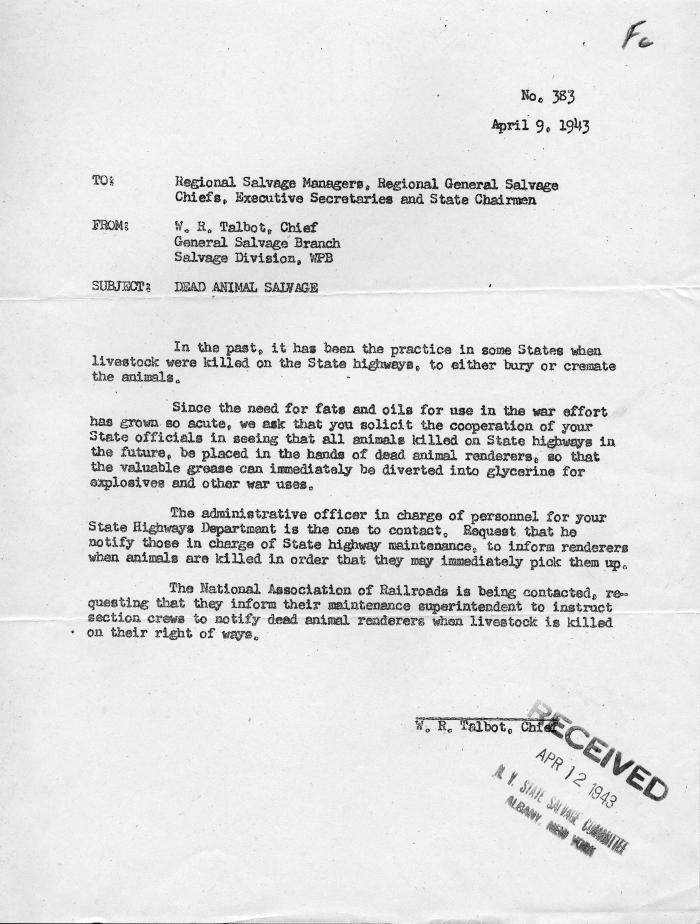 Fc
No. 383
April 9, 1943
TO: Regional Salvage Managers, Regional General Salvage
Chiefs, Executive Secretaries and State Chairmen
FROM: W. R. Talbot, Chief
General Salvage Branch
Salvage Division, WPB
SUBJECT: DEAD ANIMAL SALVAGE
In the past, it has been the practice in some States when
livestock were killed on the State highways, to either bury or cremate
the animals.
Since the need for fats and oils for use in the war effort
has grown so acute, we ask that you solicit the cooperation of your
State officials in seeing that all animals killed on State highways in
the future, be placed in the hands of dead animal renderers, so that
the valuable grease can immediately be diverted into glycerine for
explosives and other war uses.
The administrative officer in charge of personnel for your
State Highways Department is the one to contact. Request that he
notify those in charge of State highway maintenance, to inform renderers
when animals are killed in order that they may immediately pick them up.
The National Association of Railroads is being contacted, re-
questing that they inform their maintenance superintendent to instruct
section crews to notify dead animal renderers when livestock is killed
on their right of ways.
W. R. Talbot, Chief
RECEIVED
APR 12 1943
N. Y. STATE SALVAGE COMMITTEE
ALBANY, NEW YORK